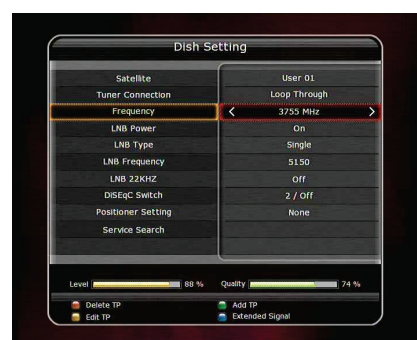 Dish Setting
Satellite User 01
Tuner Connection Loop Through
Frequency < 3755 MHz >
LNB Power On
LNB Type Single
LNB Frequency 5150
LNB 22KHZ Off
DiSEqC Switch 2 / Off
Positioner Setting None
Service Search
Level 88 % Quality 74 %
Delete TP Add TP
Edit TP Extended Signal